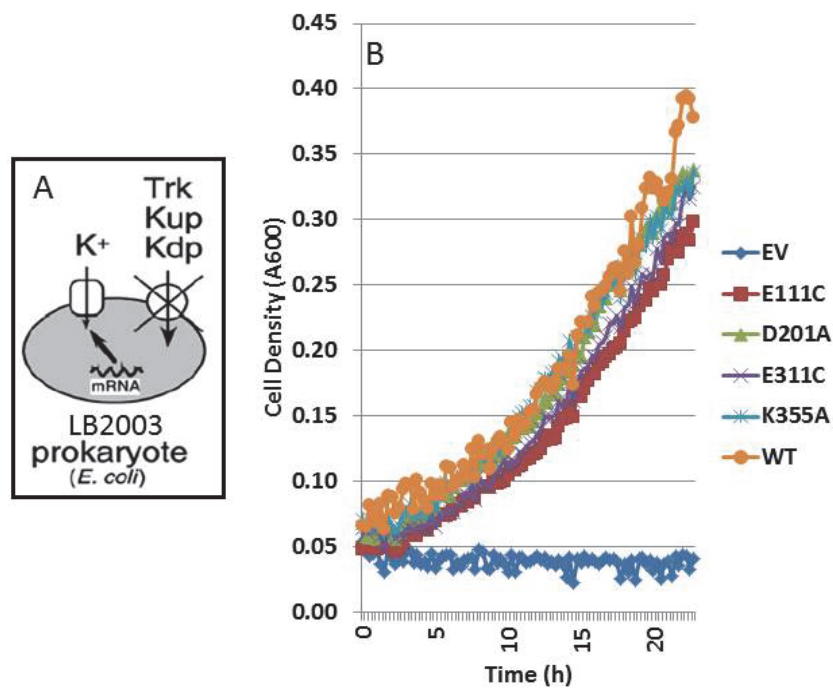 A
Trk
Kup
Kdp
K+
mRNA
LB2003
prokaryote
(E. coli)
B
Cell Density (A600)
0.45
0.40
0.35
0.30
0.25
0.20
0.15
0.10
0.05
0.00
0
5
10
15
20
Time (h)
EV
E111C
D201A
E311C
K355A
WT